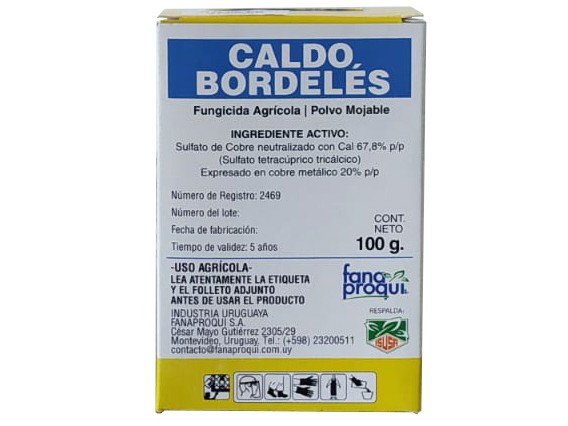 CALDO
BORDELÉS
Fungicida Agrícola | Polvo Mojable
INGREDIENTE ACTIVO:
Sulfato de Cobre neutralizado con Cal 67,8% p/p
(Sulfato tetracúprico tricálcico)
Expresado en cobre metálico 20% p/p
Número de Registro: 2469
Número del lote:
Fecha de fabricación:
Tiempo de validez: 5 años
CONT.
NETO
100 g.
-USO AGRÍCOLA-
LEA ATENTAMENTE LA ETIQUETA
Y EL FOLLETO ADJUNTO
ANTES DE USAR EL PRODUCTO
INDUSTRIA URUGUAYA
FANAPROQUI S.A.
César Mayo Gutiérrez 2305/29
Montevideo, Uruguay, Tel.: (+598) 23200511
contacto@fanaproqui.com.uy
fana
proqui
RESPALDA:
ISUSA